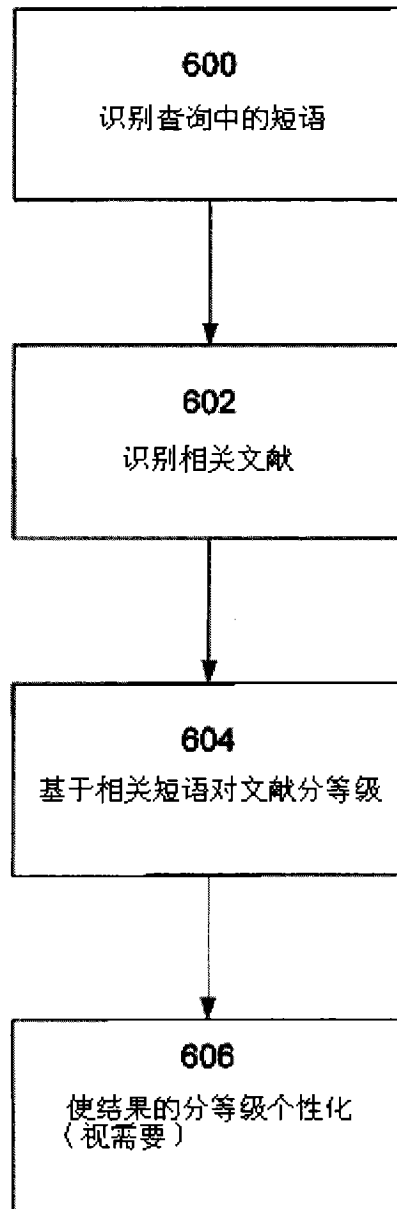 600
识别查询中的短语
602
识别相关文献
604
基于相关短语对文献分等级
606
使结果的分等级个性化
（视需要）